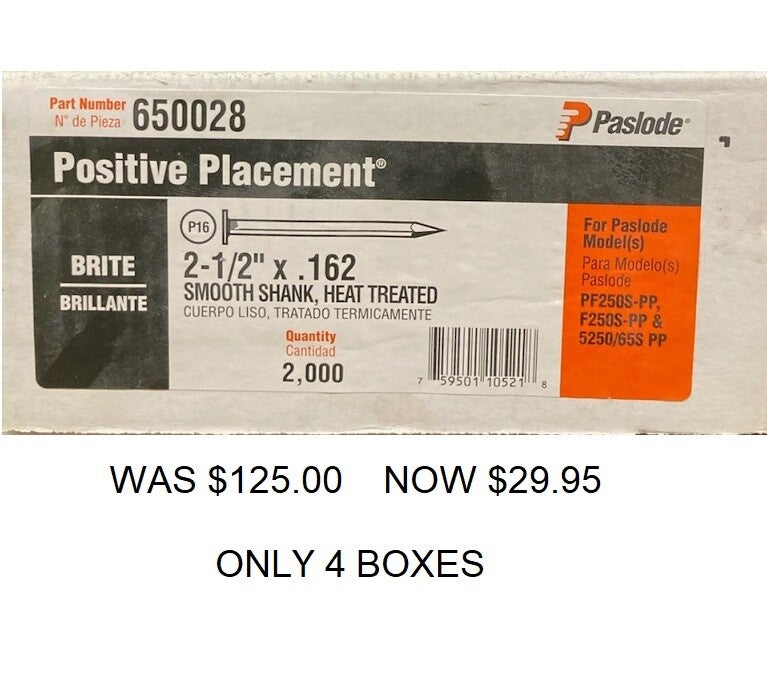 Part Number
N° de Pieza 650028
Paslode®
Positive Placement®
BRITE
BRILLANTE
P16
2-1/2" x .162
SMOOTH SHANK, HEAT TREATED
CUERPO LISO, TRATADO TERMICAMENTE
Quantity
Cantidad
2,000
7 59501 10521 8
For Paslode
Model(s)
Para Modelo(s)
Paslode
PF250S-PP,
F250S-PP &
5250/65S PP
WAS $125.00 NOW $29.95
ONLY 4 BOXES